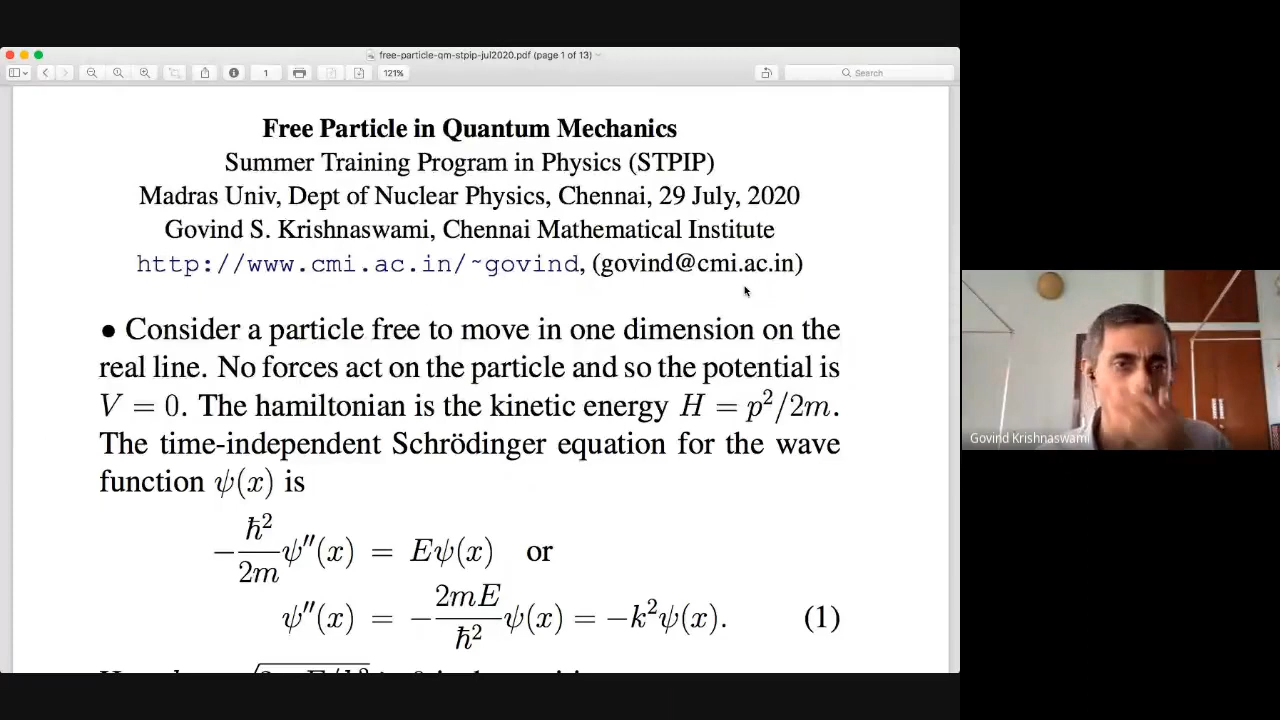 free-particle-qm-stpip-jul2020.pdf (page 1 of 13)
1
121%
Search
Free Particle in Quantum Mechanics
Summer Training Program in Physics (STPIP)
Madras Univ, Dept of Nuclear Physics, Chennai, 29 July, 2020
Govind S. Krishnaswami, Chennai Mathematical Institute
http://www.cmi.ac.in/~govind, (govind@cmi.ac.in)
• Consider a particle free to move in one dimension on the
real line. No forces act on the particle and so the potential is
V = 0. The hamiltonian is the kinetic energy H = p²/2m.
The time-independent Schrödinger equation for the wave
function ψ(x) is
−ħ²/2m ψ″(x) = Eψ(x) or
ψ″(x) = −2mE/ħ² ψ(x) = −k²ψ(x). (1)
Govind Krishnaswami